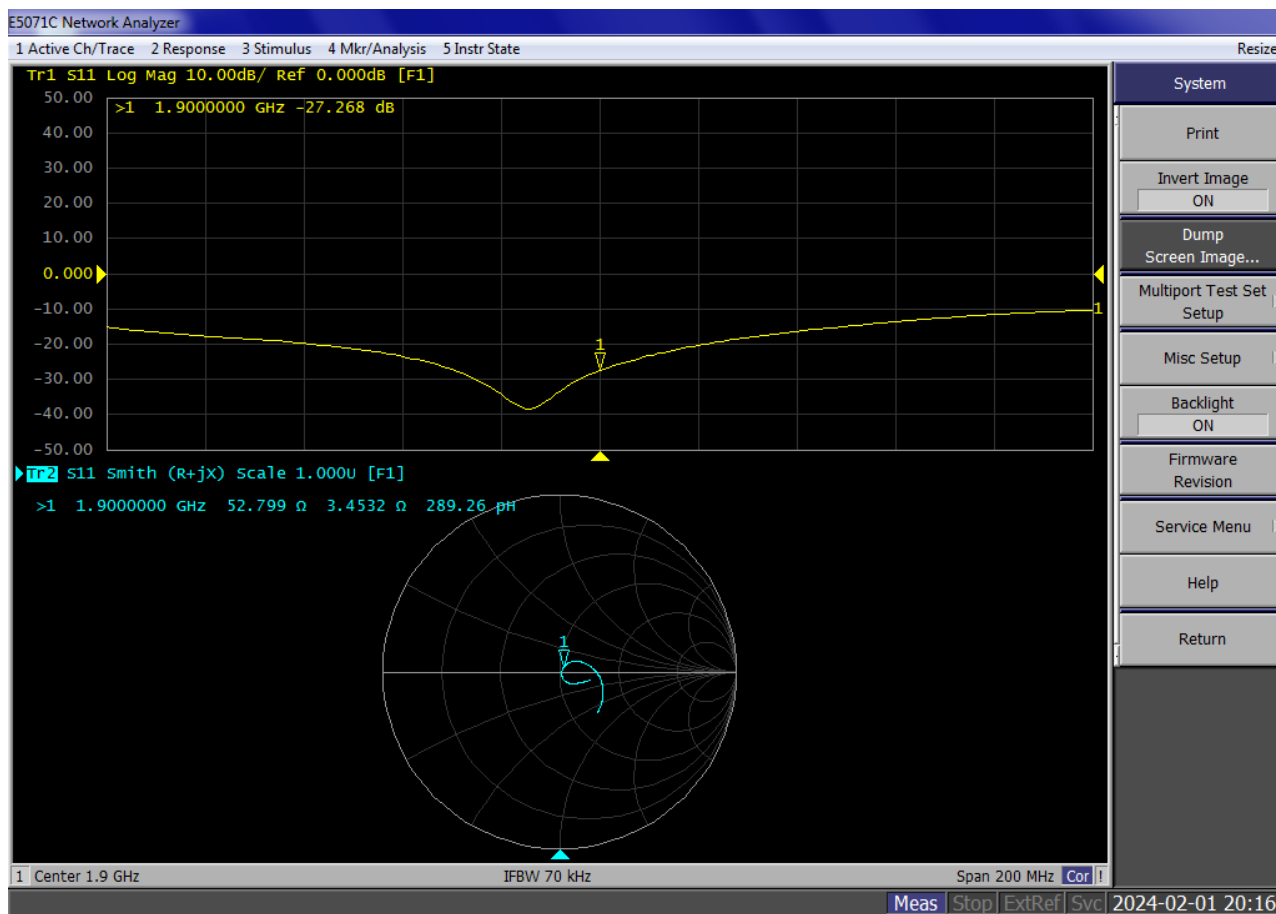 E5071C Network Analyzer
1 Active Ch/Trace 2 Response 3 Stimulus 4 Mkr/Analysis 5 Instr State Resize
Tr1 S11 Log Mag 10.00dB/ Ref 0.000dB [F1]
>1 1.9000000 GHz -27.268 dB
50.00
40.00
30.00
20.00
10.00
0.000
-10.00
-20.00
-30.00
-40.00
-50.00
1
1
Tr2 S11 Smith (R+jX) Scale 1.000U [F1]
>1 1.9000000 GHz 52.799 Ω 3.4532 Ω 289.26 pH
1
1 Center 1.9 GHz IFBW 70 kHz Span 200 MHz Cor !
System
Print
Invert Image
ON
Dump
Screen Image...
Multiport Test Set
Setup
Misc Setup
Backlight
ON
Firmware
Revision
Service Menu
Help
Return
Meas Stop ExtRef Svc 2024-02-01 20:16